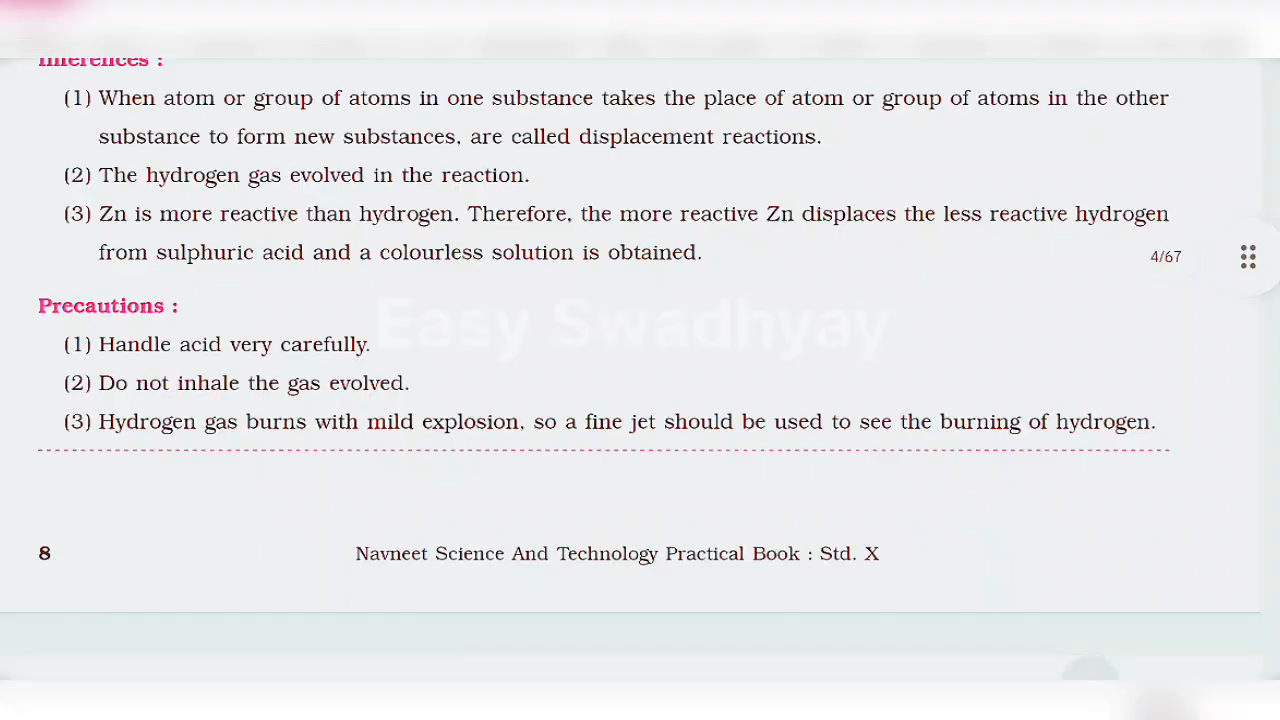 Inferences :
(1) When atom or group of atoms in one substance takes the place of atom or group of atoms in the other
substance to form new substances, are called displacement reactions.
(2) The hydrogen gas evolved in the reaction.
(3) Zn is more reactive than hydrogen. Therefore, the more reactive Zn displaces the less reactive hydrogen
from sulphuric acid and a colourless solution is obtained.
4/67
Precautions :
Easy Swadhyay
(1) Handle acid very carefully.
(2) Do not inhale the gas evolved.
(3) Hydrogen gas burns with mild explosion, so a fine jet should be used to see the burning of hydrogen.
8
Navneet Science And Technology Practical Book : Std. X